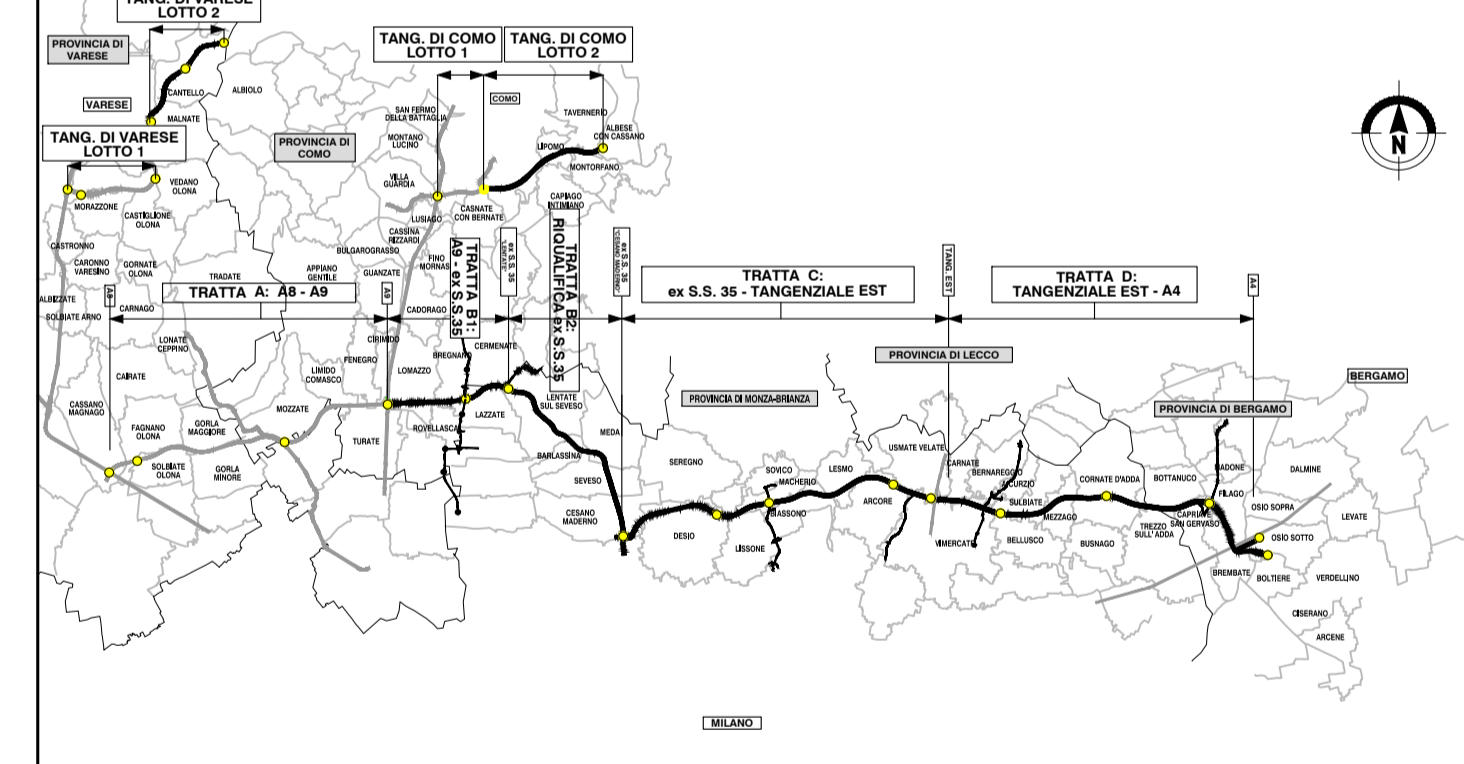 TANG. DI VARESE
LOTTO 2
PROVINCIA DI
VARESE
VARESE
CANTELLO
ALBIOLO
MALNATE
TANG. DI VARESE
LOTTO 1
PROVINCIA DI
COMO
TANG. DI COMO
LOTTO 1
TANG. DI COMO
LOTTO 2
COMO
SAN FERMO
DELLA BATTAGLIA
MONTANO
LUCINO
VILLA
GUARDIA
TAVERNERIO
ALBESE
CON CASSANO
LIPOMO
MONTORFANO
N
VEDANO
OLONA
MORAZZONE
CASTIGLIONE
OLONA
LUSIAGO
CASNATE
CON BERNATE
CAPIAGO
INTIMIANO
CASSINA
RIZZARDI
BULGAROGRASSO
CASTRONNO
CARONNO
VARESINO
GORNATE
OLONA
TRADATE
APPIANO
GENTILE
GUANZATE
FINO
MORNAS
TRATTA B1:
A9 - ex S.S.35
ex S.S. 35
"LENTATE"
TRATTA B2:
RIQUALIFICA ex S.S.35
ex S.S. 35
"CESANO MADERNO"
TRATTA C:
ex S.S. 35 - TANGENZIALE EST
TANG. EST
TRATTA D:
TANGENZIALE EST - A4
A4
ALBIZZATE
SOLBIATE ARNO
A8
CARNAGO
TRATTA A: A8 - A9
A9
CADORAGO
LONATE
CEPPINO
CIRIMIDO
FENEGRO
LOMAZZO
BREGNANO
CERMENATE
PROVINCIA DI LECCO
CAIRATE
LIMIDO
COMASCO
BERGAMO
CASSANO
MAGNAGO
MOZZATE
LAZZATE
LENTATE
SUL SEVESO
PROVINCIA DI MONZA-BRIANZA
PROVINCIA DI BERGAMO
FAGNANO
OLONA
GORLA
MAGGIORE
TURATE
ROVELLASCA
MEDA
BARLASSINA
SOLBIATE
OLONA
GORLA
MINORE
SEVESO
SEREGNO
SOVICO
MACHERIO
LESMO
USMATE VELATE
CARNATE
BERNAREGGIO
CORNATE D'ADDA
BOTTANUCO
MADONE
DALMINE
CESANO
MADERNO
BIASSONO
ARCORE
SULBIATE
MEZZAGO
FILAGO
CAPRIATE
SAN GERVASO
OSIO SOPRA
LEVATE
DESIO
LISSONE
VIMERCATE
BELLUSCO
BUSNAGO
TREZZO
SULL' ADDA
OSIO SOTTO
BREMBATE
BOLTIERE
VERDELLINO
CISERANO
ARCENE
MILANO